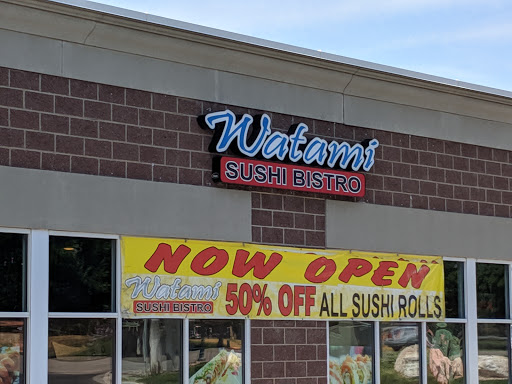 Watami
SUSHI BISTRO
NOW OPEN
Watami
SUSHI BISTRO
50% OFF ALL SUSHI ROLLS